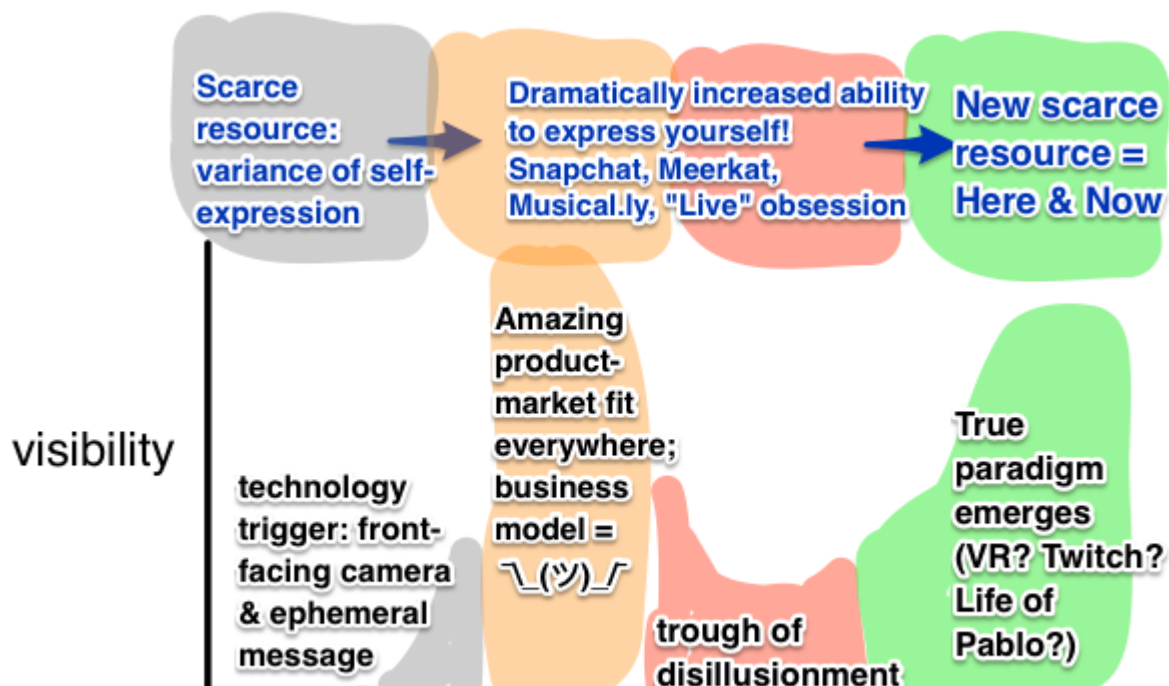 Scarce
resource:
variance of self-
expression
Dramatically increased ability
to express yourself!
Snapchat, Meerkat,
Musical.ly, "Live" obsession
New scarce
resource =
Here & Now
visibility
technology
trigger: front-
facing camera
& ephemeral
message
Amazing
product-
market fit
everywhere;
business
model =
¯\_(ツ)_/¯
trough of
disillusionment
True
paradigm
emerges
(VR? Twitch?
Life of
Pablo?)